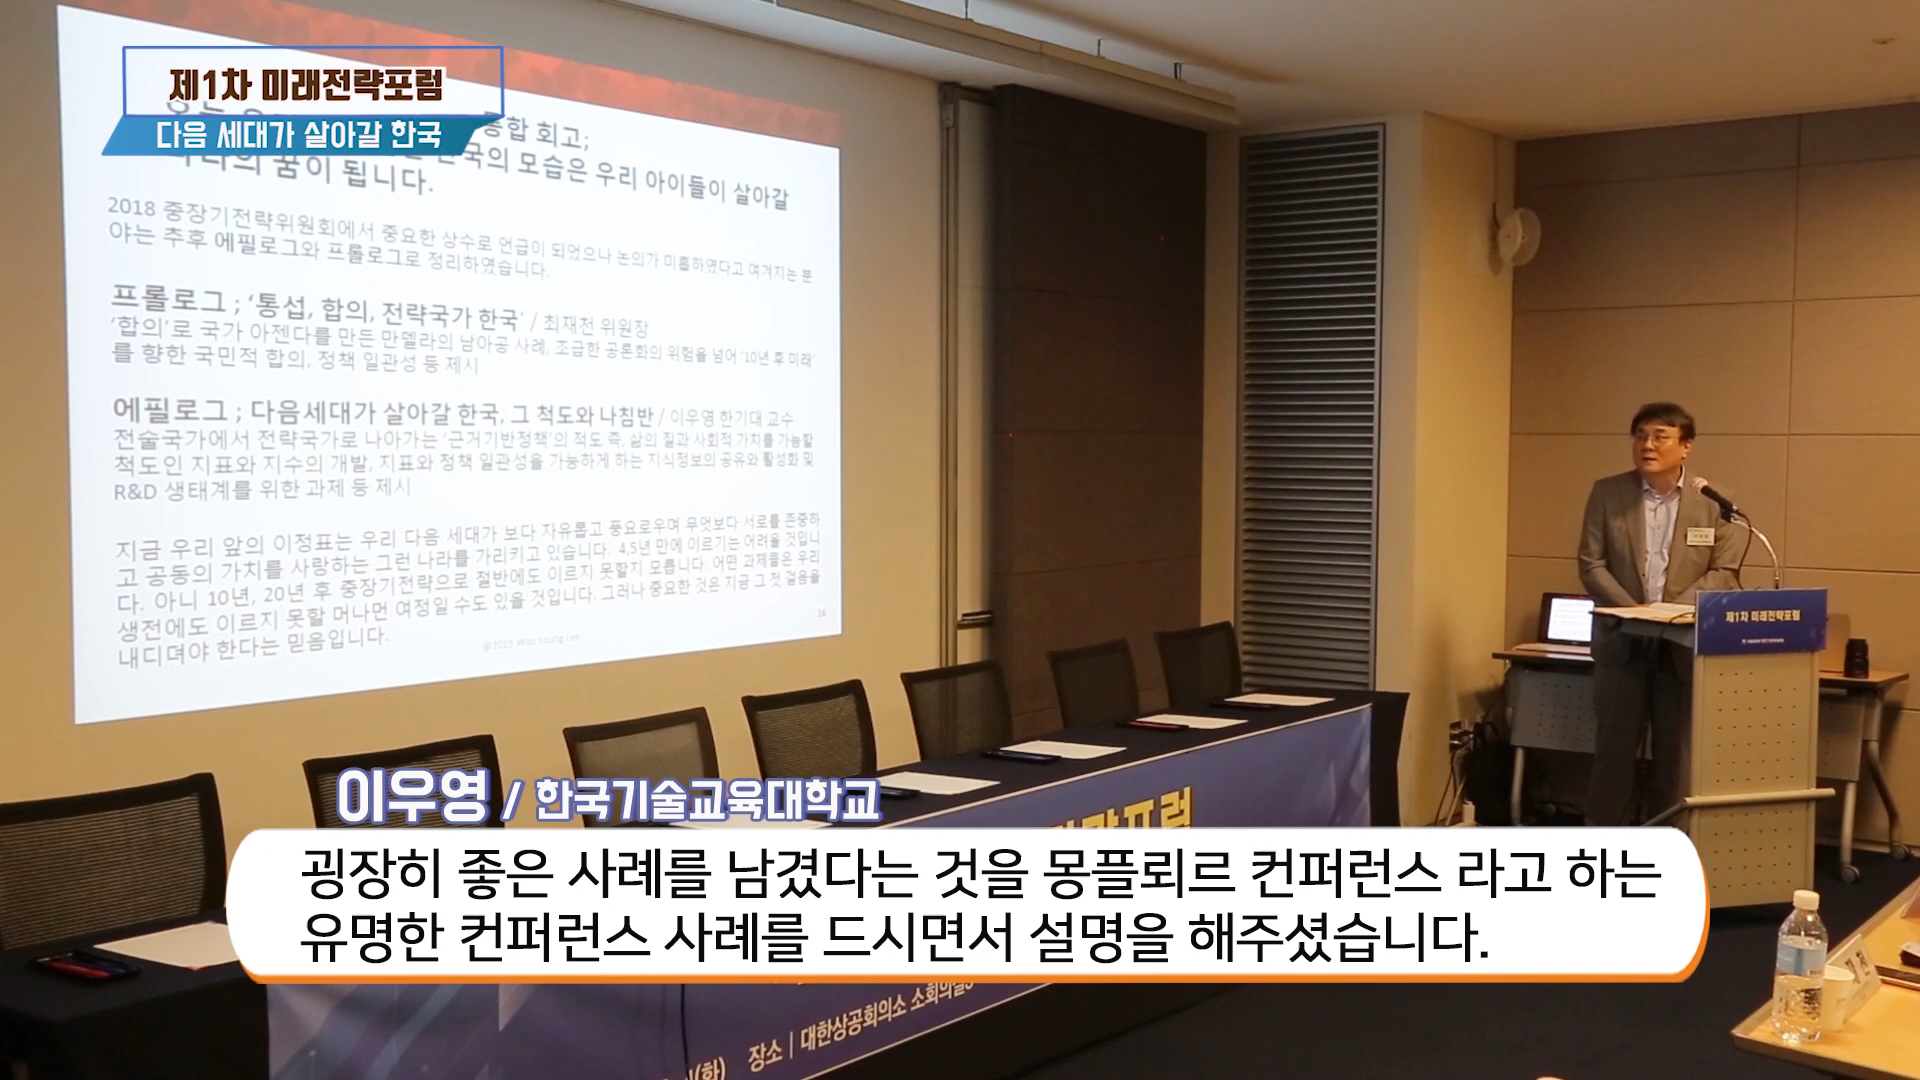 제1차 미래전략포럼
다음 세대가 살아갈 한국
통합 회고;
한국의 모습은 우리 아이들이 살아갈
꿈이 됩니다.
2018 중장기전략위원회에서 중요한 상수로 언급이 되었으나 논의가 미흡하였다고 여겨지는 분
야는 추후 에필로그와 프롤로그로 정리하였습니다.
프롤로그 ; ‘통섭, 합의, 전략국가 한국’ / 최재천 위원장
‘합의’로 국가 아젠다를 만든 만델라의 남아공 사례, 조급한 공론화의 위험을 넘어 ‘10년 후 미래’
를 향한 국민적 합의, 정책 일관성 등 제시
에필로그 ; 다음세대가 살아갈 한국, 그 척도와 나침반 / 이우영 한기대 교수
전술국가에서 전략국가로 나아가는 ‘근거기반정책’의 척도 즉, 삶의 질과 사회적 가치를 가늠할
척도인 지표와 지수의 개발, 지표와 정책 일관성을 가능하게 하는 지식정보의 공유와 활성화 및
R&D 생태계를 위한 과제 등 제시
지금 우리 앞의 이정표는 우리 다음 세대가 보다 자유롭고 풍요로우며 무엇보다 서로를 존중하
고 공동의 가치를 사랑하는 그런 나라를 가리키고 있습니다. 4,5년 만에 이르기는 어려울 것입니
다. 아니 10년, 20년 후 중장기전략으로 절반에도 이르지 못할지 모릅니다. 어떤 과제들은 우리
생전에도 이르지 못할 머나먼 여정일 수도 있을 것입니다. 그러나 중요한 것은 지금 그 첫 걸음을
내디뎌야 한다는 믿음입니다.
@2019 Woo Young Lee
16
제1차 미래전략포럼
이우영 / 한국기술교육대학교
굉장히 좋은 사례를 남겼다는 것을 몽플뢰르 컨퍼런스 라고 하는
유명한 컨퍼런스 사례를 드시면서 설명을 해주셨습니다.
(화) 장소 | 대한상공회의소 소회의실